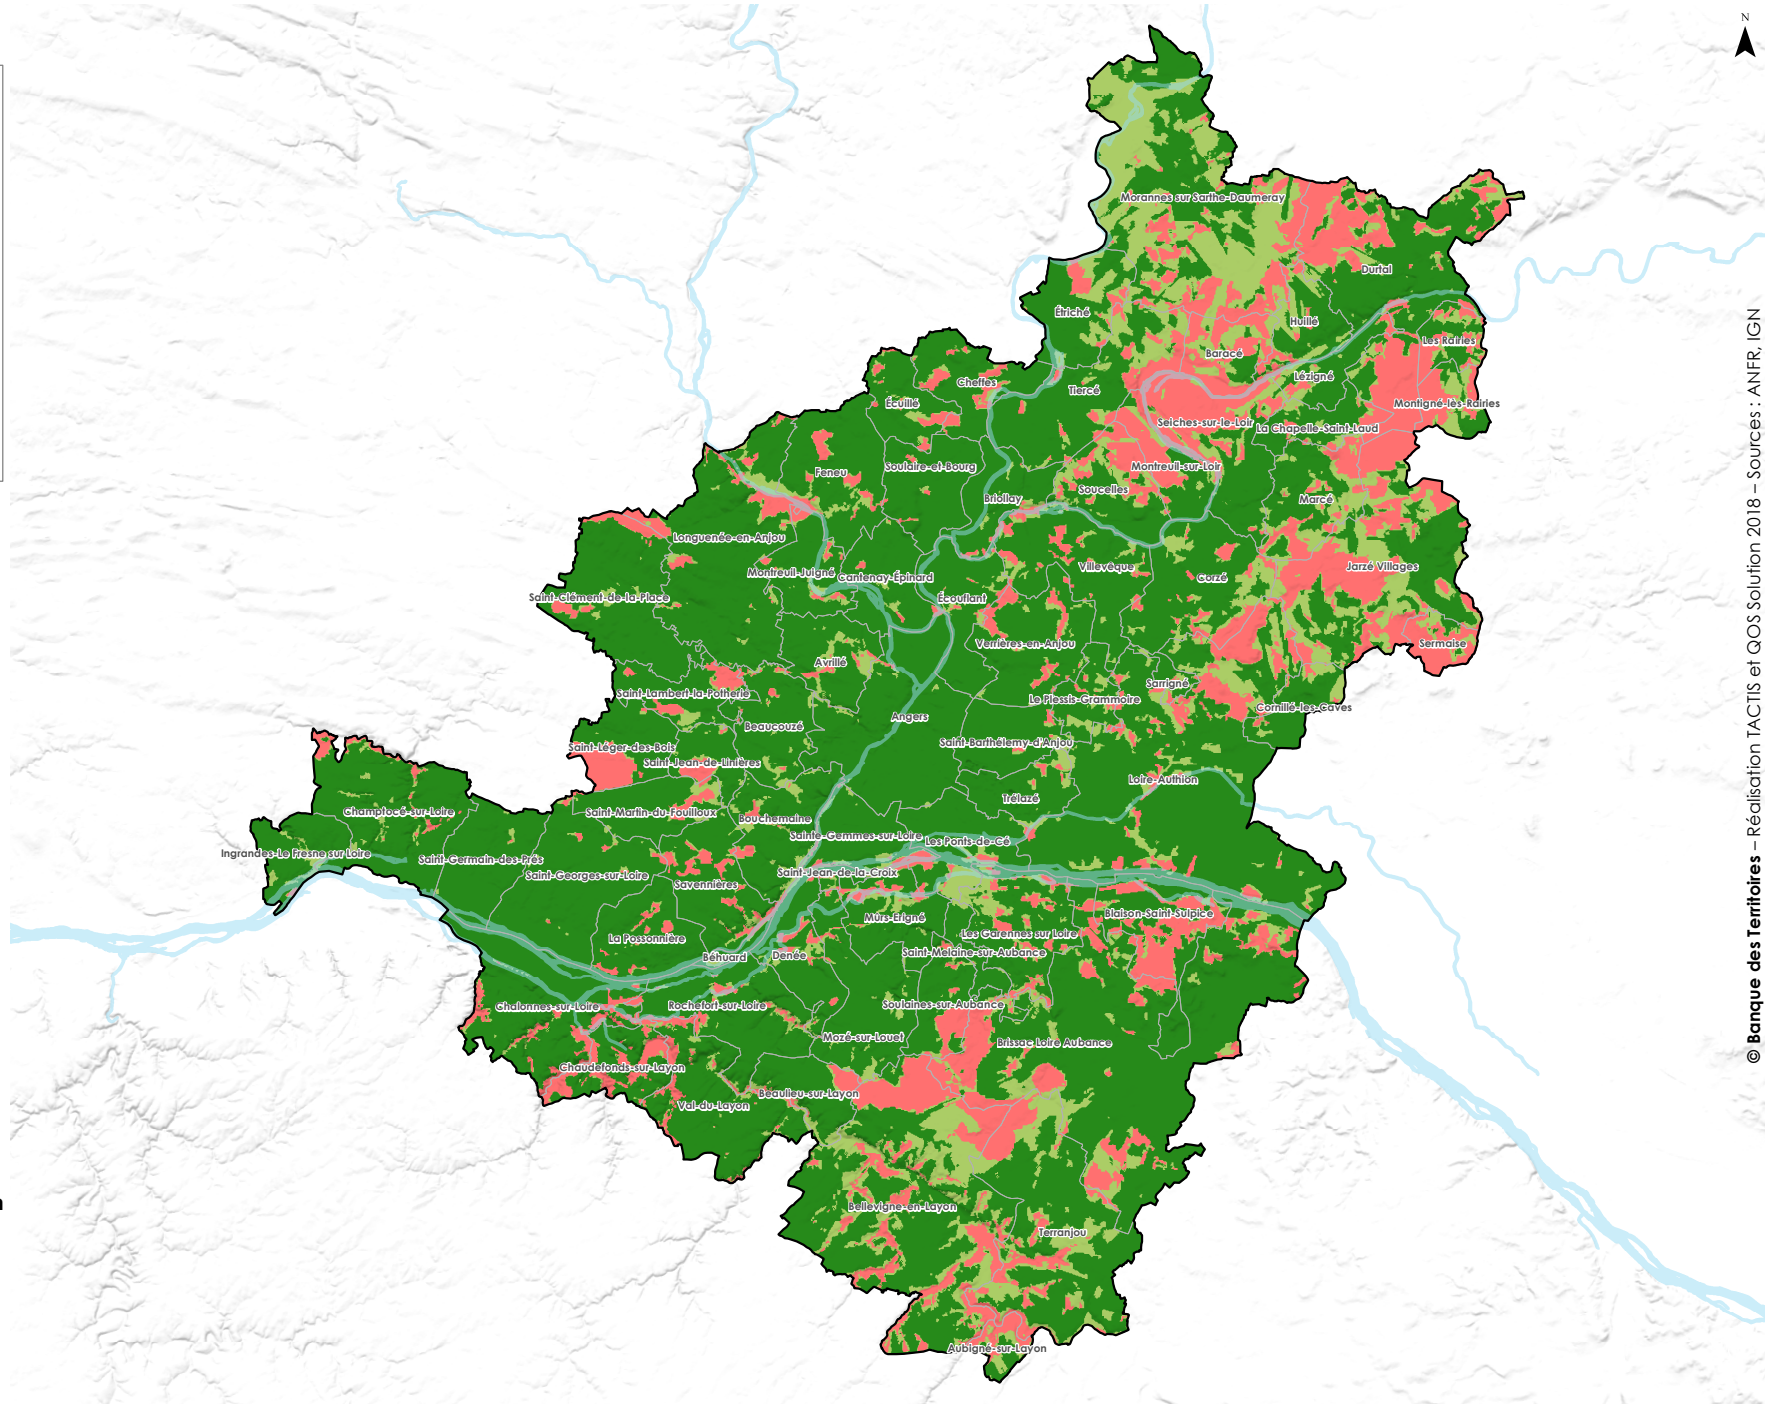 N
Morannes sur Sarthe-Daumeray
Durtal
Étriché
Huillé
Les Rairies
Baracé
Lézigné
Cheffes
Tiercé
Écuillé
Montigné-lès-Rairies
Seiches-sur-le-Loir
La Chapelle-Saint-Laud
Soulaire-et-Bourg
Montreuil-sur-Loir
Feneu
Soucelles
Briollay
Marcé
Longuenée-en-Anjou
Villevêque
Jarzé Villages
Montreuil-Juigné
Cantenay-Épinard
Corzé
Saint-Clément-de-la-Place
Écouflant
Verrières-en-Anjou
Sermaise
Avrillé
Sarrigné
Saint-Lambert-la-Potherie
Le Plessis-Grammoire
Cornillé-les-Caves
Angers
Beaucouzé
Saint-Barthélemy-d'Anjou
Saint-Léger-des-Bois
Saint-Jean-de-Linières
Loire-Authion
Trélazé
Champtocé-sur-Loire
Saint-Martin-du-Fouilloux
Bouchemaine
Sainte-Gemmes-sur-Loire
Les Ponts-de-Cé
Ingrandes-Le Fresne sur Loire
Saint-Germain-des-Prés
Saint-Georges-sur-Loire
Saint-Jean-de-la-Croix
Savennières
Blaison-Saint-Sulpice
Mûrs-Erigné
Les Garennes sur Loire
La Possonnière
Saint-Melaine-sur-Aubance
Béhuard
Denée
Chalonnes-sur-Loire
Rochefort-sur-Loire
Soulaines-sur-Aubance
Mozé-sur-Louet
Brissac Loire Aubance
Chaudefonds-sur-Layon
Beaulieu-sur-Layon
Val-du-Layon
Bellevigne-en-Layon
Terranjou
Aubigné-sur-Layon
© Banque des Territoires – Réalisation TACTIS et QOS Solution 2018 – Sources : ANFR, IGN